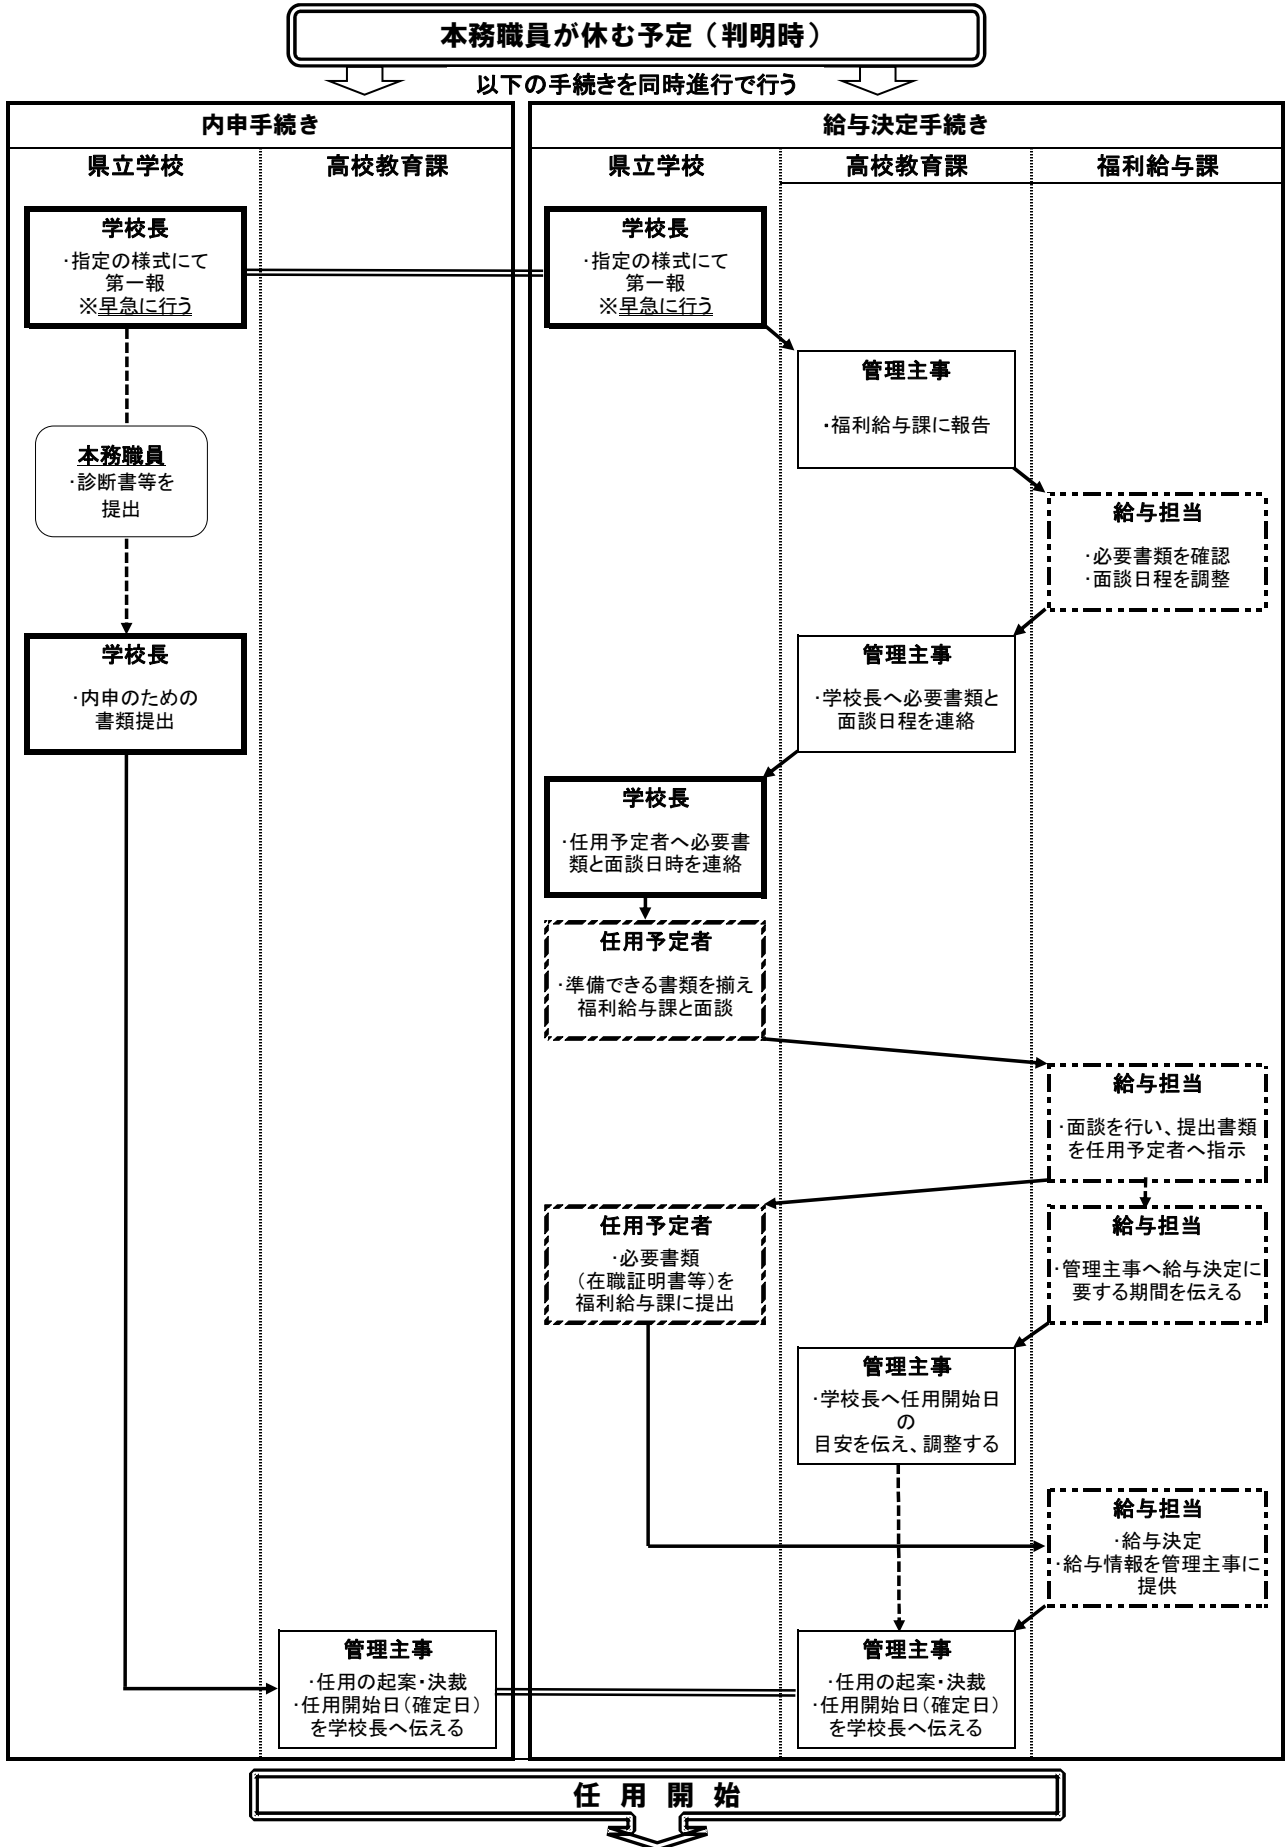 本務職員が休む予定（判明時）
以下の手続きを同時進行で行う
内申手続き
県立学校
高校教育課
学校長
・指定の様式にて
第一報
※早急に行う
本務職員
・診断書等を
提出
学校長
・内申のための
書類提出
管理主事
・任用の起案・決裁
・任用開始日（確定日）
を学校長へ伝える
給与決定手続き
県立学校
高校教育課
福利給与課
学校長
・指定の様式にて
第一報
※早急に行う
管理主事
・福利給与課に報告
給与担当
・必要書類を確認
・面談日程を調整
管理主事
・学校長へ必要書類と
面談日程を連絡
学校長
・任用予定者へ必要書
類と面談日時を連絡
任用予定者
・準備できる書類を揃え
福利給与課と面談
給与担当
・面談を行い、提出書類
を任用予定者へ指示
任用予定者
・必要書類
（在職証明書等）を
福利給与課に提出
給与担当
・管理主事へ給与決定に
要する期間を伝える
管理主事
・学校長へ任用開始日
の
目安を伝え、調整する
給与担当
・給与決定
・給与情報を管理主事に
提供
管理主事
・任用の起案・決裁
・任用開始日（確定日）
を学校長へ伝える
任用開始